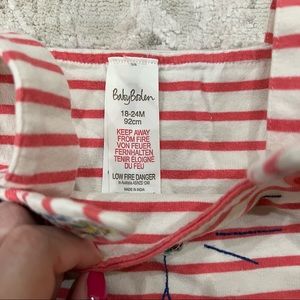 Baby Boden
18-24M
92cm
KEEP AWAY
FROM FIRE
VON FEUER
FERNHALTEN
TENIR ÉLOIGNÉ
DU FEU
LOW FIRE DANGER
MADE IN INDIA